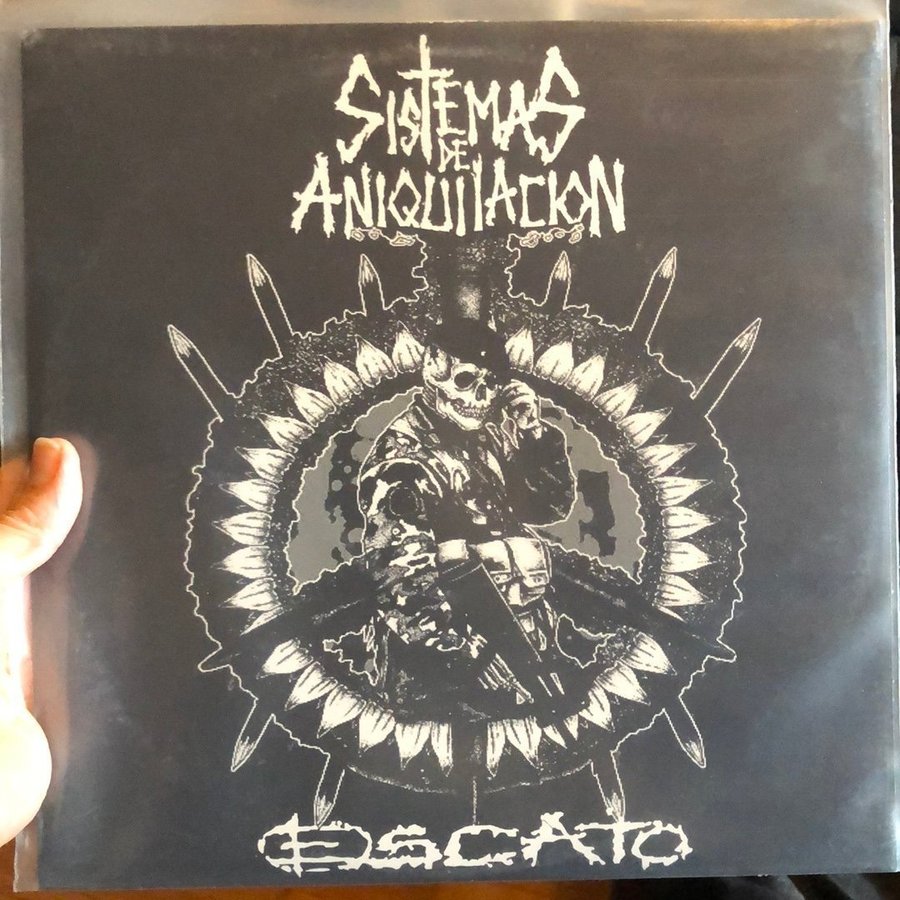 SISTEMAS
DE
ANIQUILACION
ESCATO